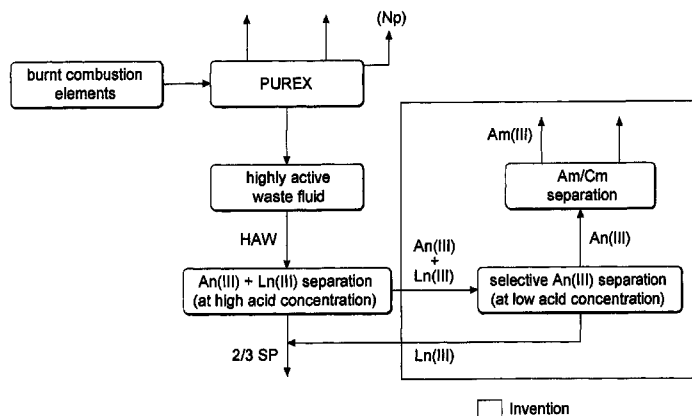 (Np)
burnt combustion
elements
PUREX
highly active
waste fluid
HAW
An(III) + Ln(III) separation
(at high acid concentration)
2/3 SP
An(III)
+
Ln(III)
Am(III)
Am/Cm
separation
An(III)
selective An(III) separation
(at low acid concentration)
Ln(III)
Invention